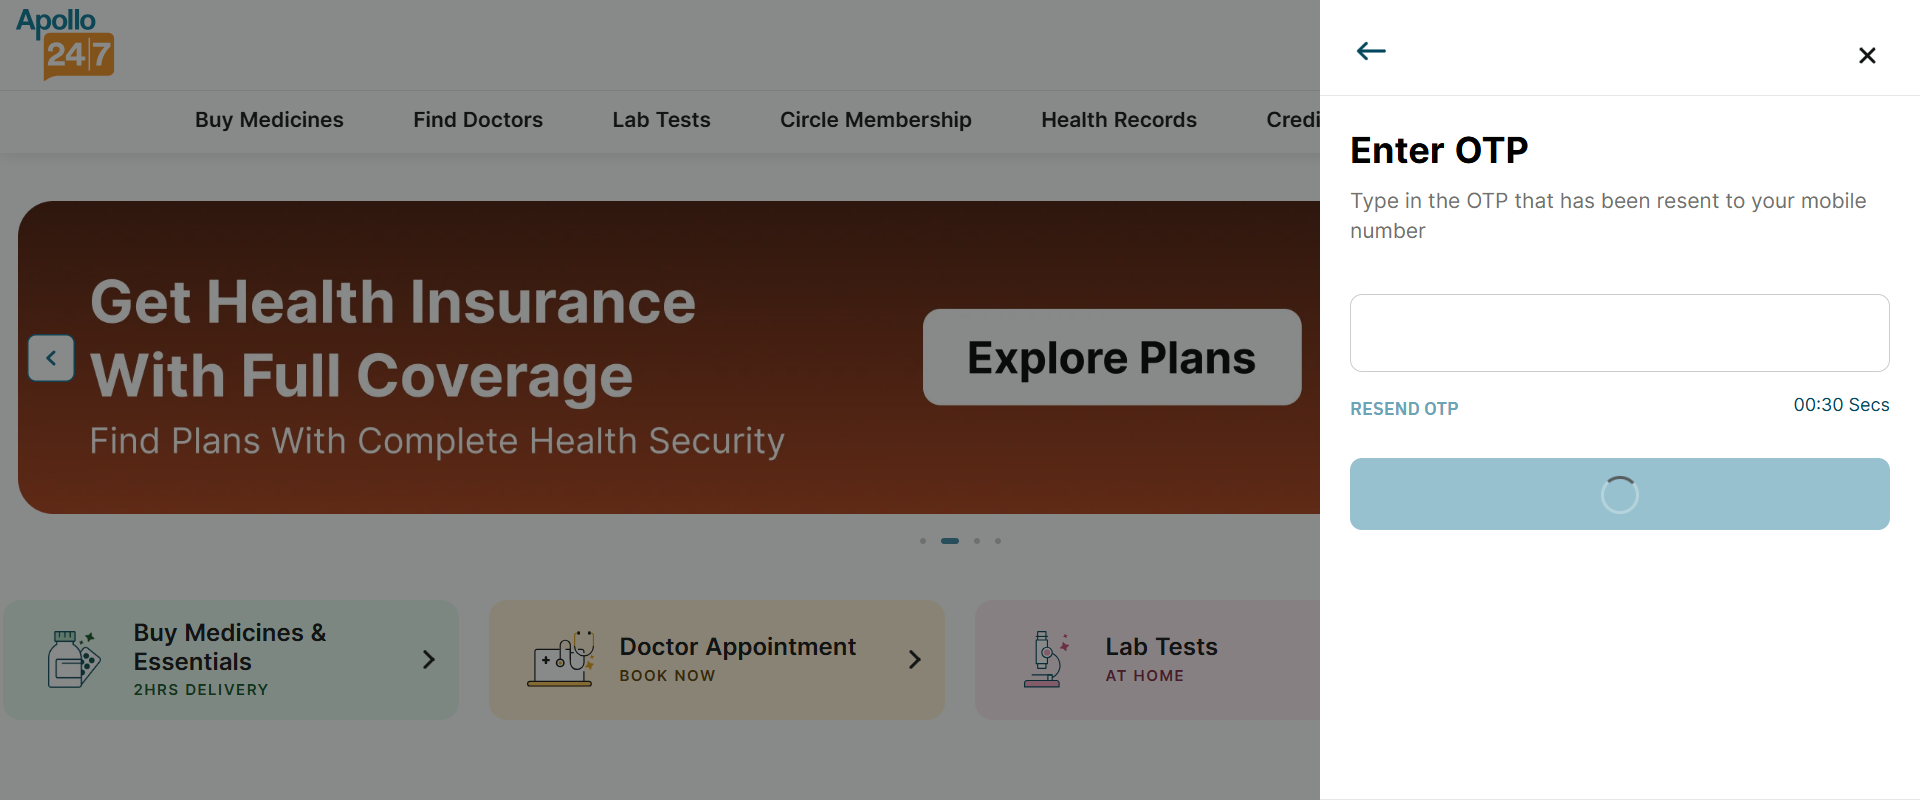 Apollo
24|7
Buy Medicines Find Doctors Lab Tests Circle Membership Health Records Credi
Get Health Insurance
With Full Coverage
Find Plans With Complete Health Security
Explore Plans
Buy Medicines &
Essentials
2HRS DELIVERY
Doctor Appointment
BOOK NOW
Lab Tests
AT HOME
Enter OTP
Type in the OTP that has been resent to your mobile
number
RESEND OTP 00:30 Secs